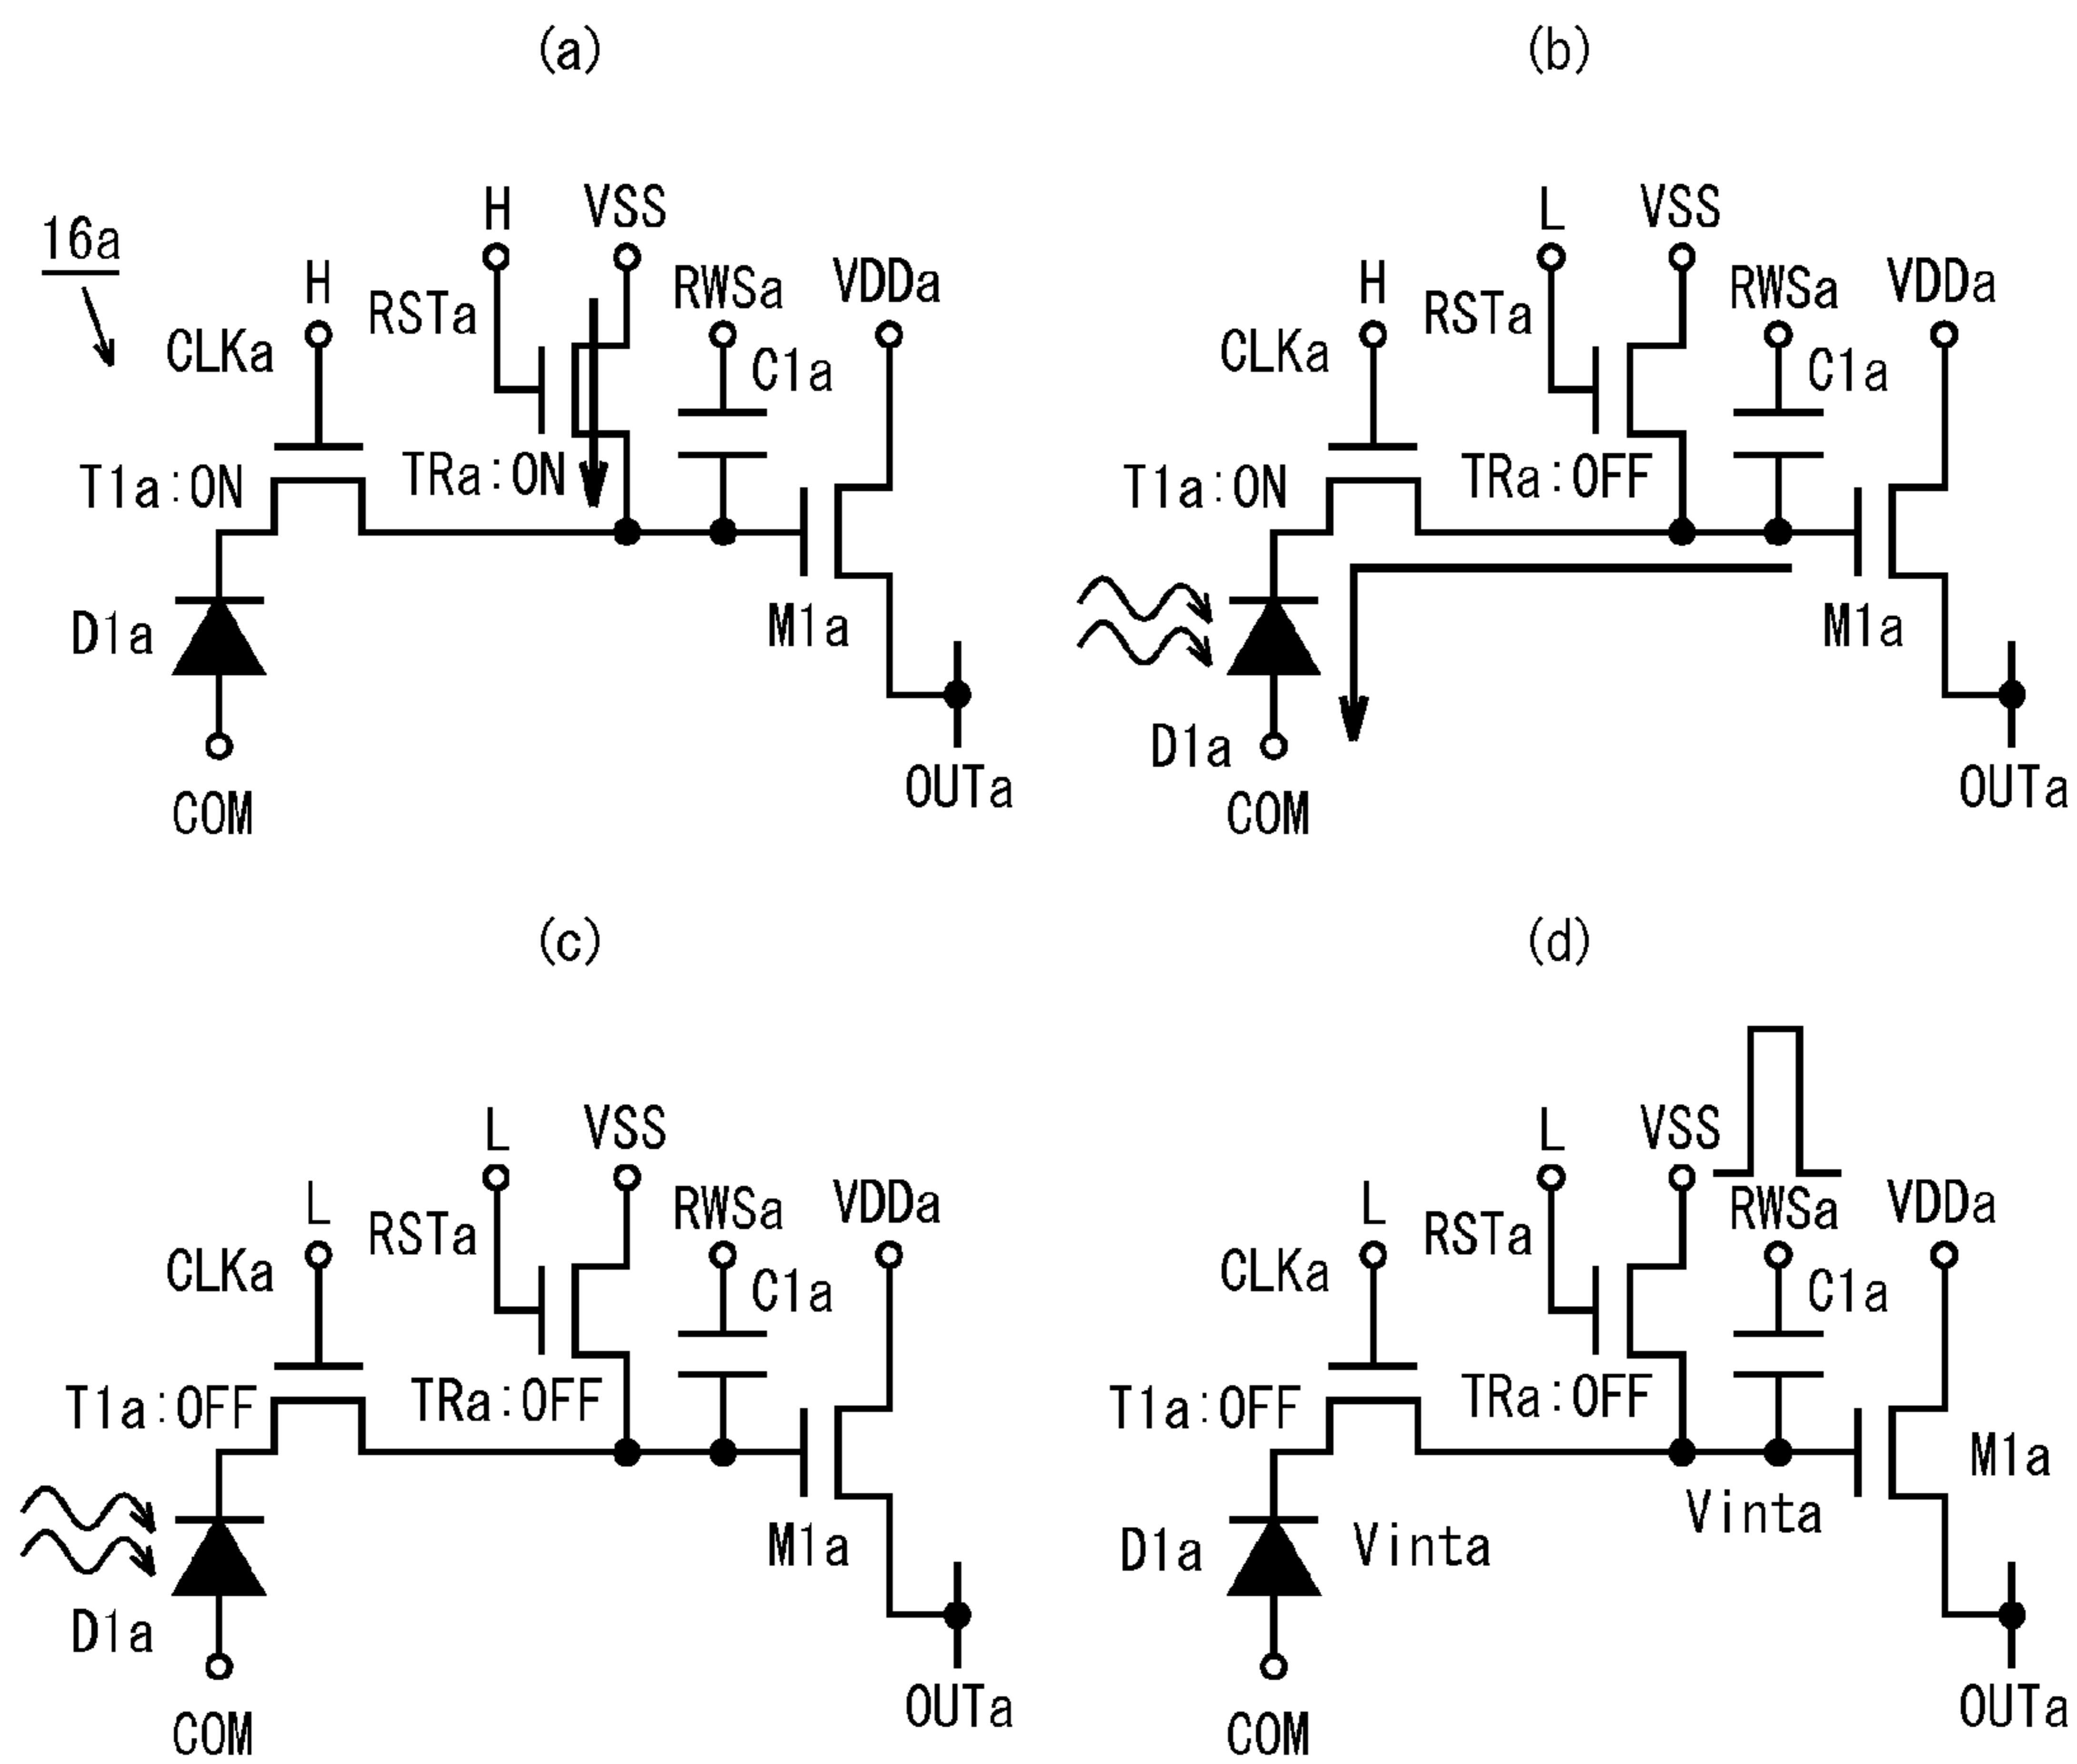 (a)
16a
H
VSS
H
RSTa
RWSa
VDDa
CLKa
C1a
T1a:ON
TRa:ON
D1a
M1a
COM
OUTa
(b)
L
VSS
H
RSTa
RWSa
VDDa
CLKa
C1a
T1a:ON
TRa:OFF
M1a
D1a
COM
OUTa
(c)
L
VSS
L
RSTa
RWSa
VDDa
CLKa
C1a
T1a:OFF
TRa:OFF
M1a
D1a
COM
OUTa
(d)
L
VSS
L
RSTa
RWSa
VDDa
CLKa
C1a
T1a:OFF
TRa:OFF
M1a
Vinta
D1a
Vinta
COM
OUTa